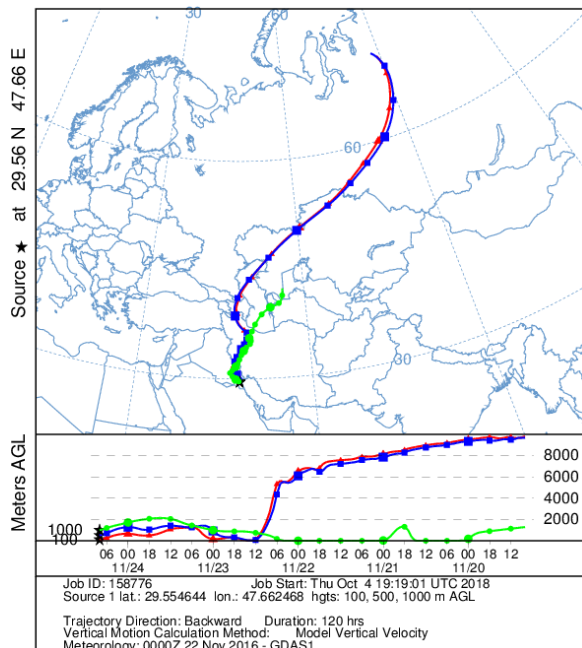 30
60
Source ★ at 29.56 N 47.66 E
60
30
Meters AGL
8000
6000
4000
2000
1000
100
06 00 18 12 06 00 18 12 06 00 18 12 06 00 18 12 06 00 18 12
11/24 11/23 11/22 11/21 11/20
Job ID: 158776 Job Start: Thu Oct 4 19:19:01 UTC 2018
Source 1 lat.: 29.554644 lon.: 47.662468 hgts: 100, 500, 1000 m AGL
Trajectory Direction: Backward Duration: 120 hrs
Vertical Motion Calculation Method: Model Vertical Velocity
Meteorology: 0000Z 22 Nov 2016 - GDAS1